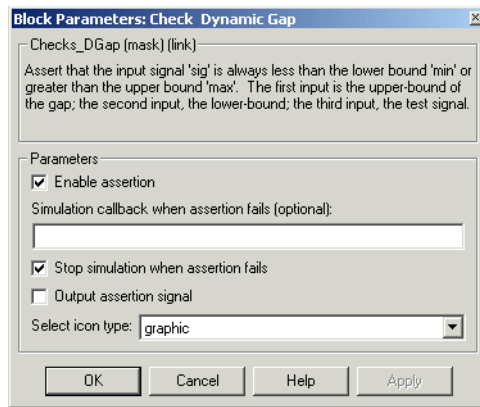 Block Parameters: Check Dynamic Gap
Checks_DGap (mask) (link)
Assert that the input signal 'sig' is always less than the lower bound 'min' or
greater than the upper bound 'max'. The first input is the upper-bound of
the gap; the second input, the lower-bound; the third input, the test signal.
Parameters
Enable assertion
Simulation callback when assertion fails (optional):
Stop simulation when assertion fails
Output assertion signal
Select icon type: graphic
OK Cancel Help Apply